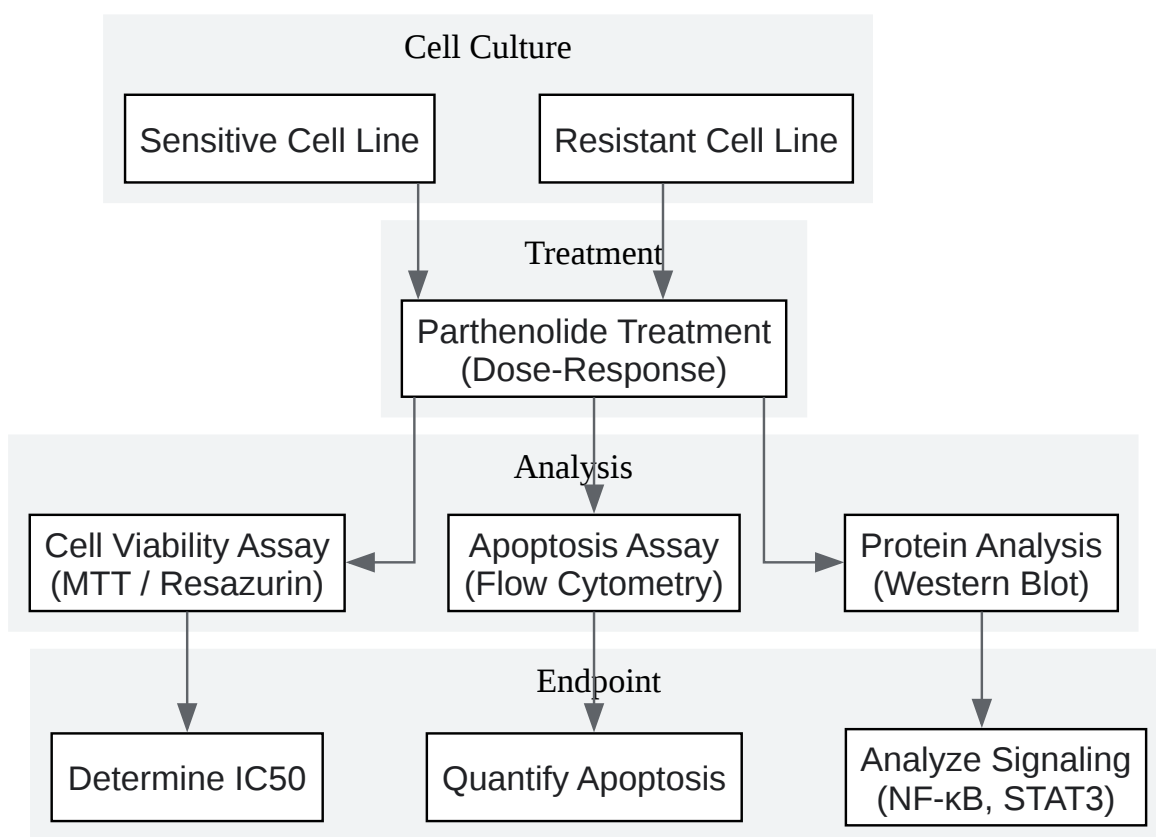 Cell Culture
Sensitive Cell Line
Resistant Cell Line
Treatment
Parthenolide Treatment
(Dose-Response)
Analysis
Cell Viability Assay
(MTT / Resazurin)
Apoptosis Assay
(Flow Cytometry)
Protein Analysis
(Western Blot)
Endpoint
Determine IC50
Quantify Apoptosis
Analyze Signaling
(NF-κB, STAT3)